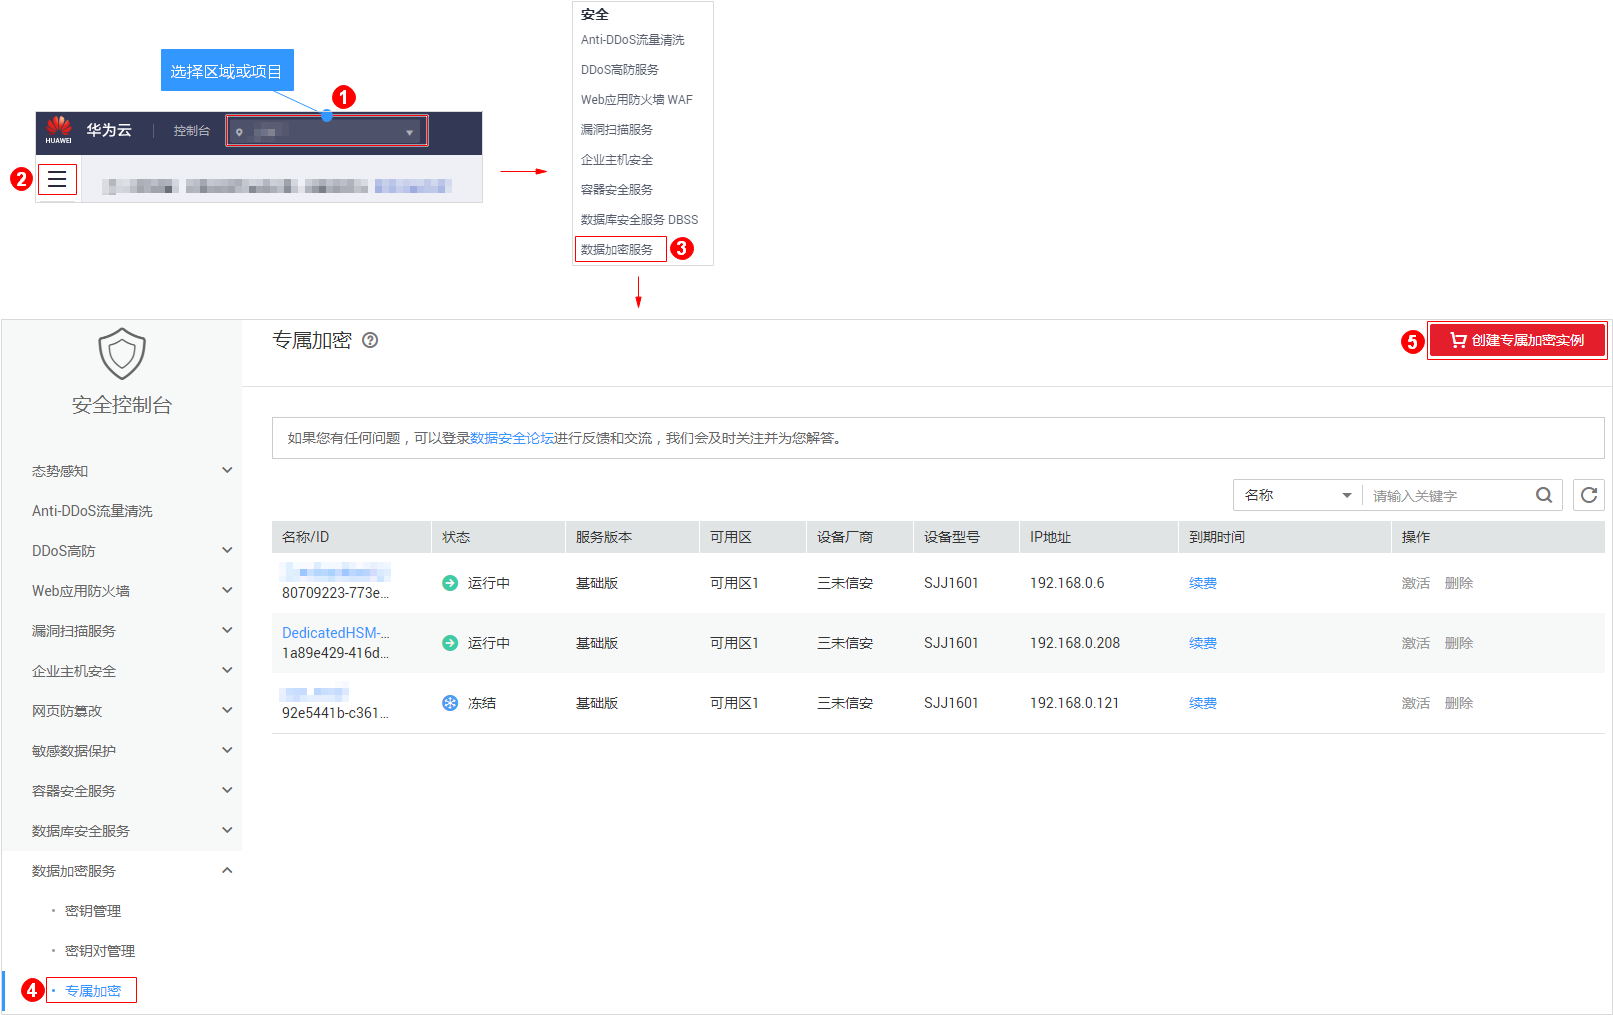 选择区域或项目
1
HUAWEI
华为云
控制台
2
安全
Anti-DDoS流量清洗
DDoS高防服务
Web应用防火墙 WAF
漏洞扫描服务
企业主机安全
容器安全服务
数据库安全服务 DBSS
数据加密服务
3
安全控制台
态势感知
Anti-DDoS流量清洗
DDoS高防
Web应用防火墙
漏洞扫描服务
企业主机安全
网页防篡改
敏感数据保护
容器安全服务
数据库安全服务
数据加密服务
· 密钥管理
· 密钥对管理
4
· 专属加密
专属加密 ?
5
创建专属加密实例
如果您有任何问题，可以登录数据安全论坛进行反馈和交流，我们会及时关注并为您解答。
名称 请输入关键字
名称/ID 状态 服务版本 可用区 设备厂商 设备型号 IP地址 到期时间 操作
运行中 基础版 可用区1 三未信安 SJJ1601 192.168.0.6 续费 激活 删除
80709223-773e...
DedicatedHSM-...
运行中 基础版 可用区1 三未信安 SJJ1601 192.168.0.208 续费 激活 删除
1a89e429-416d...
冻结 基础版 可用区1 三未信安 SJJ1601 192.168.0.121 续费 激活 删除
92e5441b-c361...